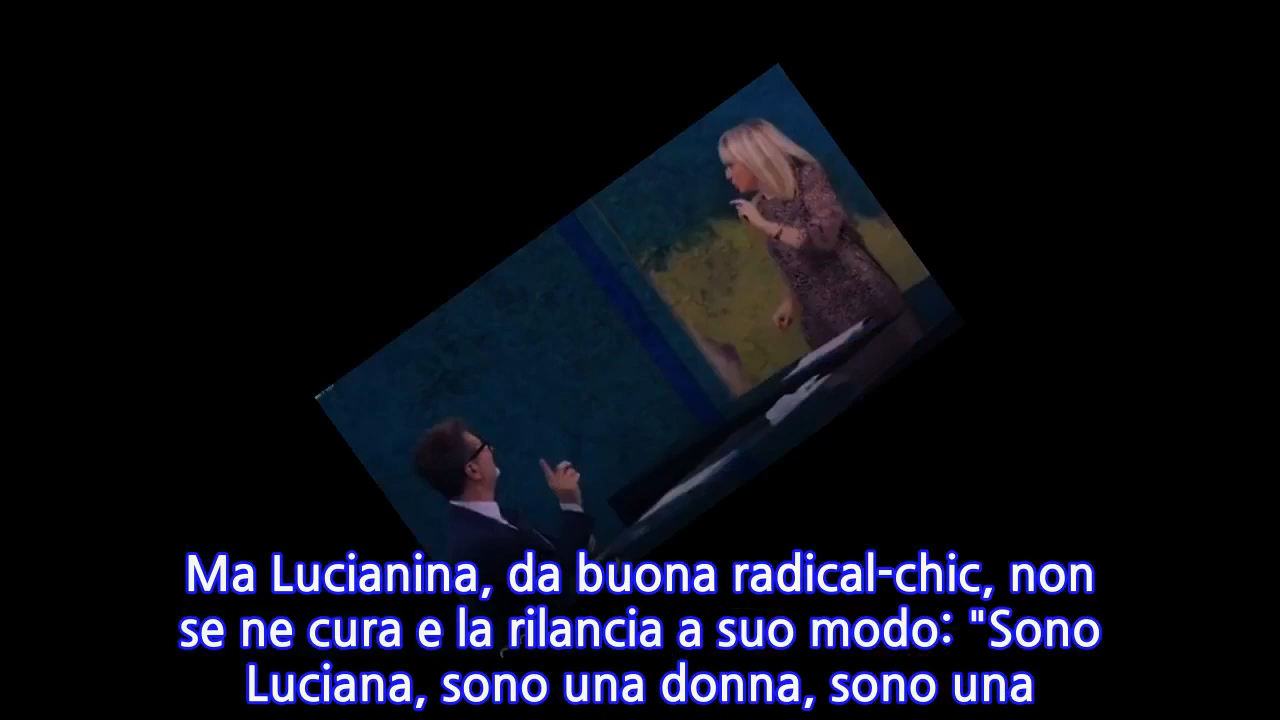 Ma Lucianina, da buona radical-chic, non
se ne cura e la rilancia a suo modo: "Sono
Luciana, sono una donna, sono una